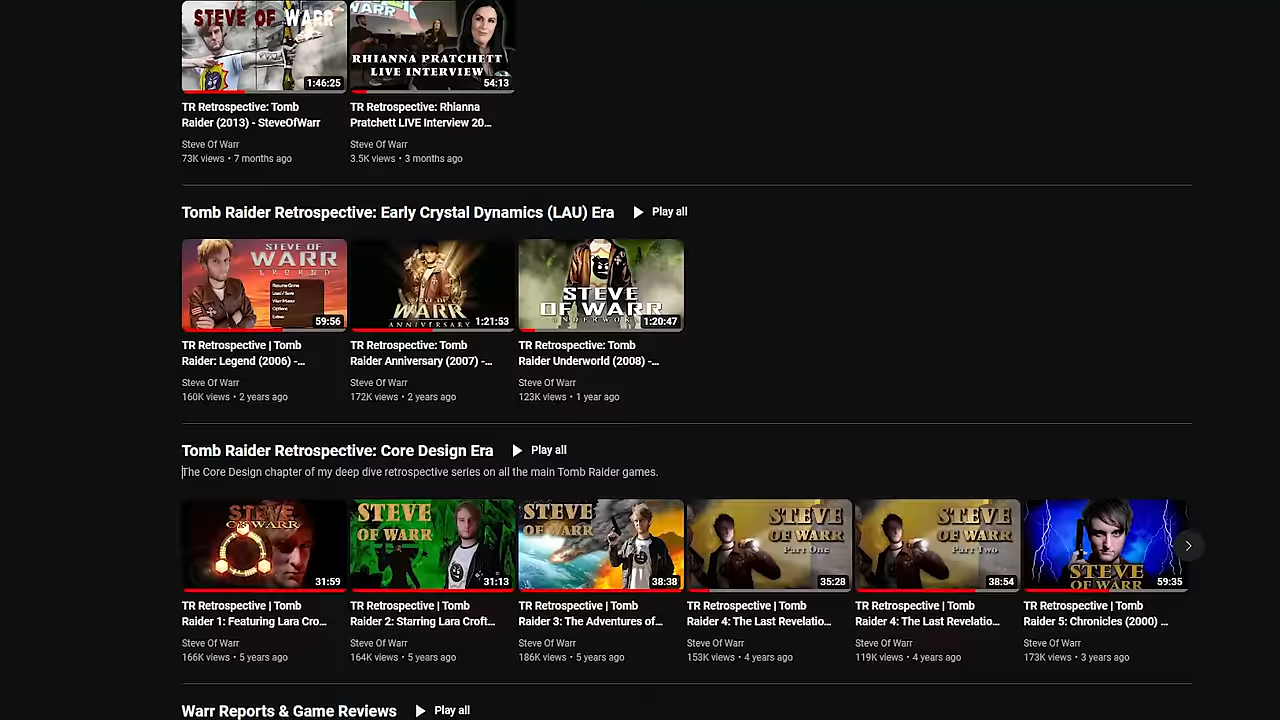 STEVE OF WARR
1:46:25
WARR
RHIANNA PRATCHETT
LIVE INTERVIEW
54:13
TR Retrospective: Tomb
Raider (2013) - SteveOfWarr
Steve Of Warr
73K views • 7 months ago
TR Retrospective: Rhianna
Pratchett LIVE Interview 20...
Steve Of Warr
3.5K views • 3 months ago
Tomb Raider Retrospective: Early Crystal Dynamics (LAU) Era
Play all
STEVE OF
WARR
LEGEND
Resume Game
Load / Save
Options
Extras
59:56
STEVE OF
WARR
ANNIVERSARY
1:21:53
STEVE
OF WARR
UNDERWORLD
1:20:47
TR Retrospective | Tomb
Raider: Legend (2006) -...
Steve Of Warr
160K views • 2 years ago
TR Retrospective: Tomb
Raider Anniversary (2007) -...
Steve Of Warr
172K views • 2 years ago
TR Retrospective: Tomb
Raider Underworld (2008) -...
Steve Of Warr
123K views • 1 year ago
Tomb Raider Retrospective: Core Design Era
Play all
The Core Design chapter of my deep dive retrospective series on all the main Tomb Raider games.
STEVE
OF WARR
31:59
STEVE
OF WARR
31:13
STEVE
OF WARR
38:38
STEVE
OF WARR
Part One
35:28
STEVE
OF WARR
Part Two
38:54
STEVE
OF WARR
59:35
TR Retrospective | Tomb
Raider 1: Featuring Lara Cro...
Steve Of Warr
166K views • 5 years ago
TR Retrospective | Tomb
Raider 2: Starring Lara Croft...
Steve Of Warr
164K views • 5 years ago
TR Retrospective | Tomb
Raider 3: The Adventures of...
Steve Of Warr
186K views • 5 years ago
TR Retrospective | Tomb
Raider 4: The Last Revelatio...
Steve Of Warr
153K views • 4 years ago
TR Retrospective | Tomb
Raider 4: The Last Revelatio...
Steve Of Warr
119K views • 4 years ago
TR Retrospective | Tomb
Raider 5: Chronicles (2000) ...
Steve Of Warr
173K views • 3 years ago
Warr Reports & Game Reviews
Play all